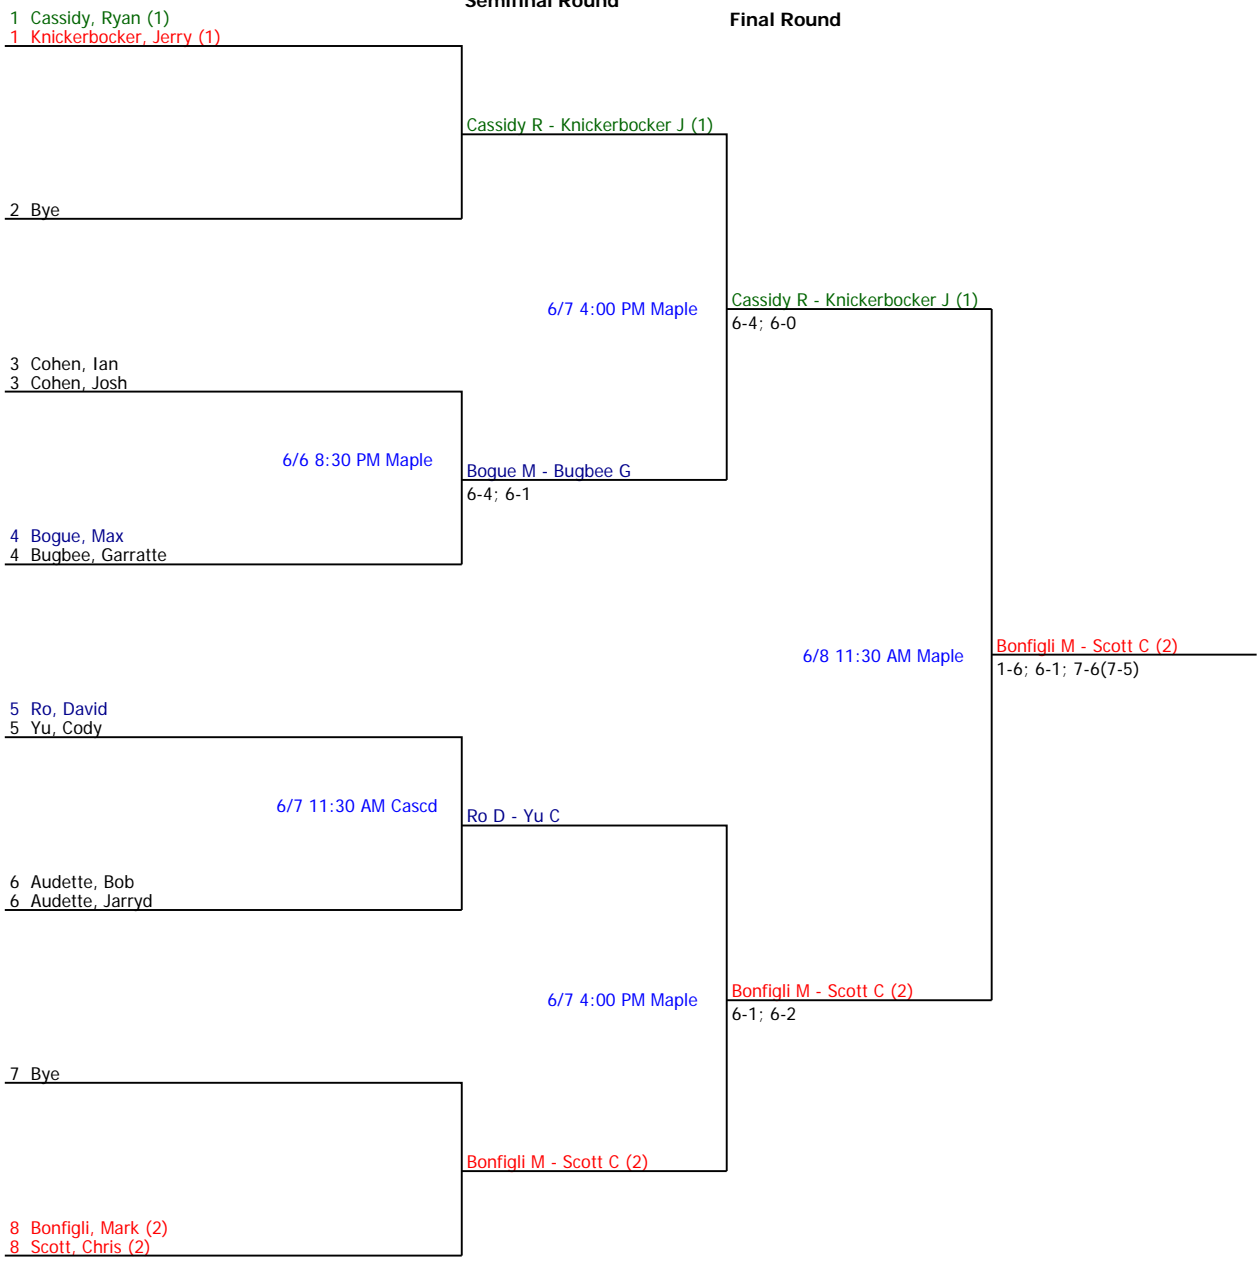 Semifinal Round
Final Round
1 Cassidy, Ryan (1)
1 Knickerbocker, Jerry (1)
Cassidy R - Knickerbocker J (1)
2 Bye
6/7 4:00 PM Maple
Cassidy R - Knickerbocker J (1)
6-4; 6-0
3 Cohen, Ian
3 Cohen, Josh
6/6 8:30 PM Maple
Bogue M - Bugbee G
6-4; 6-1
4 Bogue, Max
4 Bugbee, Garratte
6/8 11:30 AM Maple
Bonfigli M - Scott C (2)
1-6; 6-1; 7-6(7-5)
5 Ro, David
5 Yu, Cody
6/7 11:30 AM Cascd
Ro D - Yu C
6 Audette, Bob
6 Audette, Jarryd
6/7 4:00 PM Maple
Bonfigli M - Scott C (2)
6-1; 6-2
7 Bye
Bonfigli M - Scott C (2)
8 Bonfigli, Mark (2)
8 Scott, Chris (2)